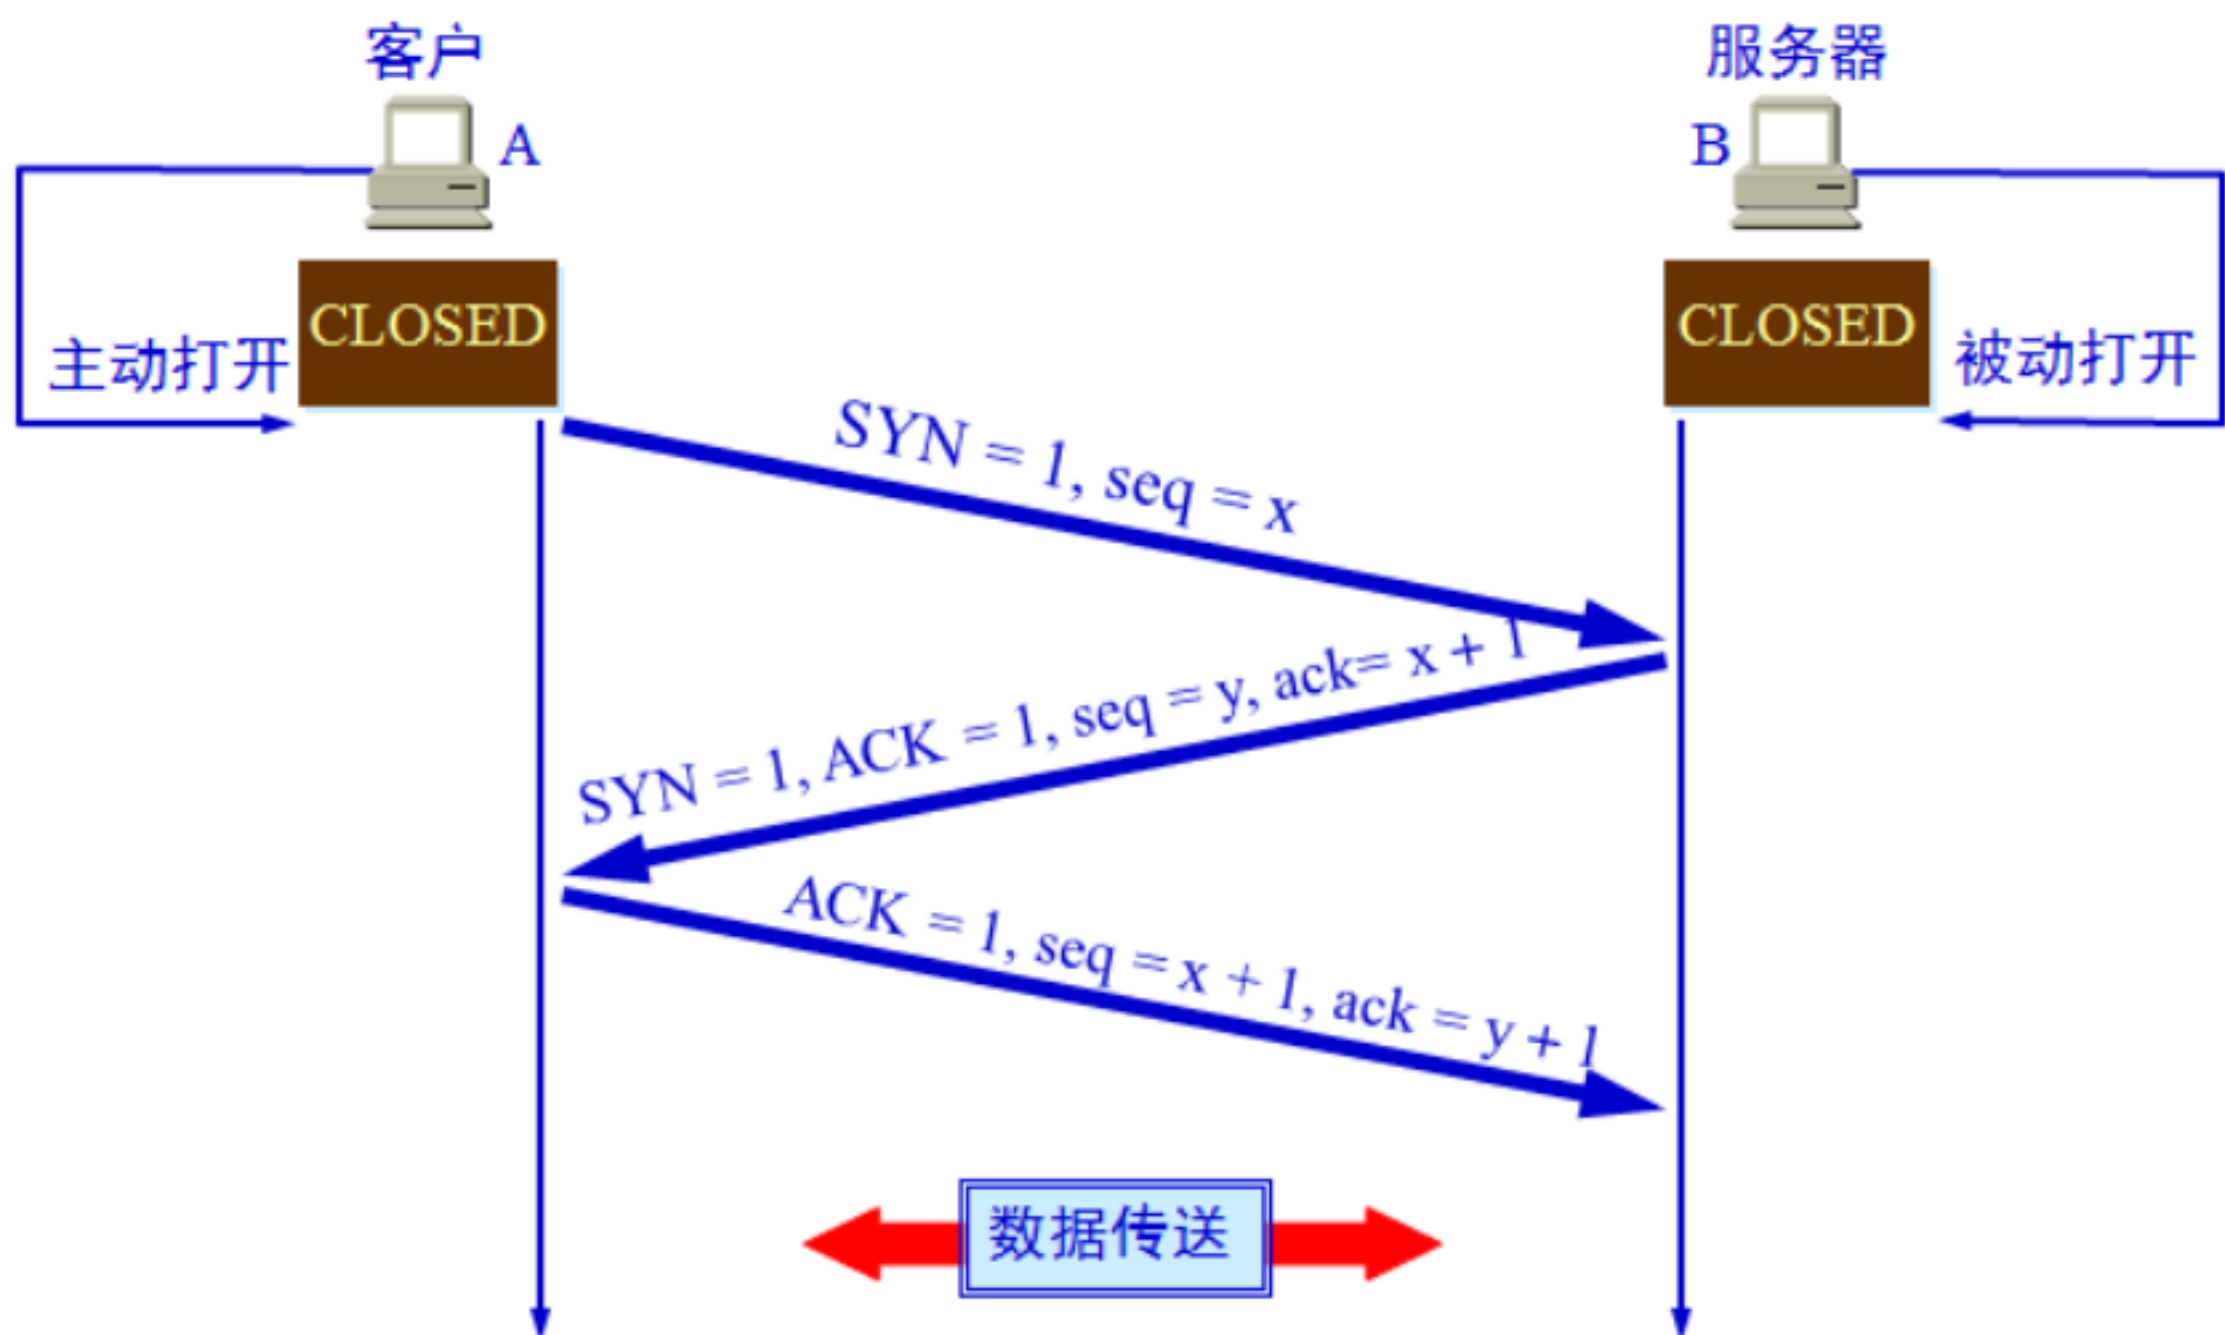 客户
服务器
A
B
CLOSED
CLOSED
主动打开
被动打开
SYN = 1, seq = x
SYN = 1, ACK = 1, seq = y, ack= x + 1
ACK = 1, seq = x + 1, ack = y + 1
数据传送